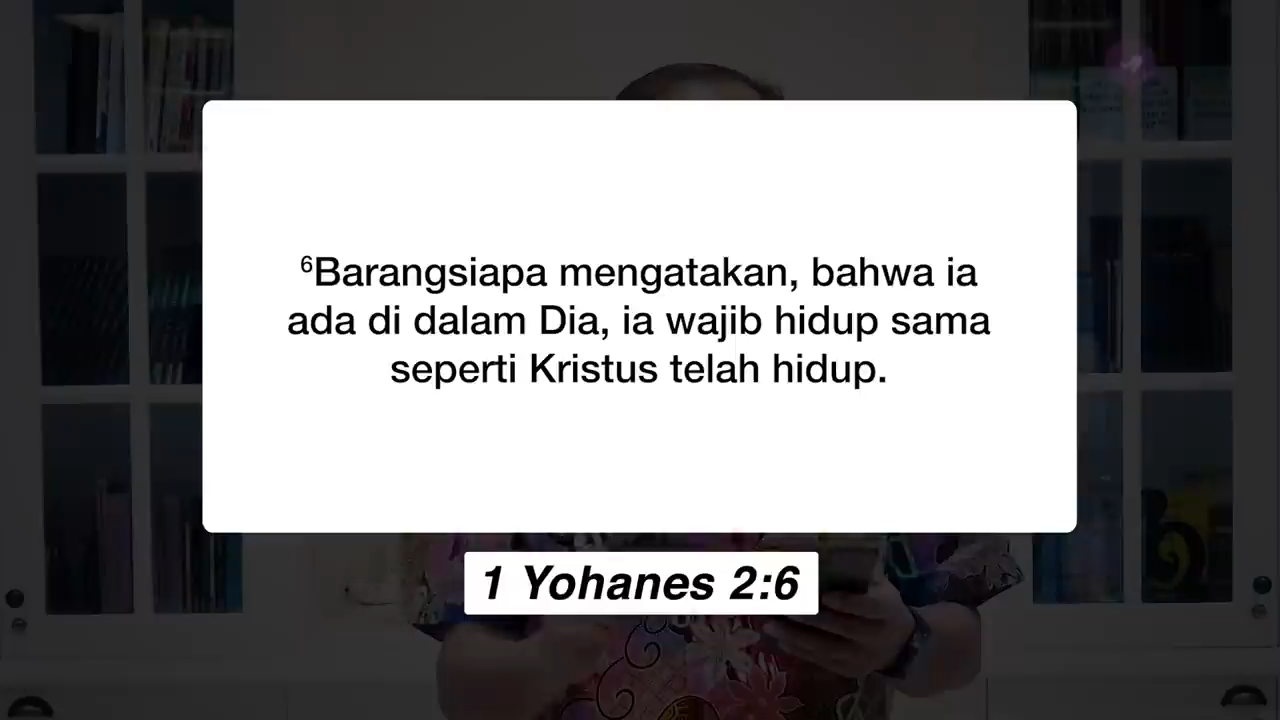 ⁶Barangsiapa mengatakan, bahwa ia
ada di dalam Dia, ia wajib hidup sama
seperti Kristus telah hidup.
1 Yohanes 2:6